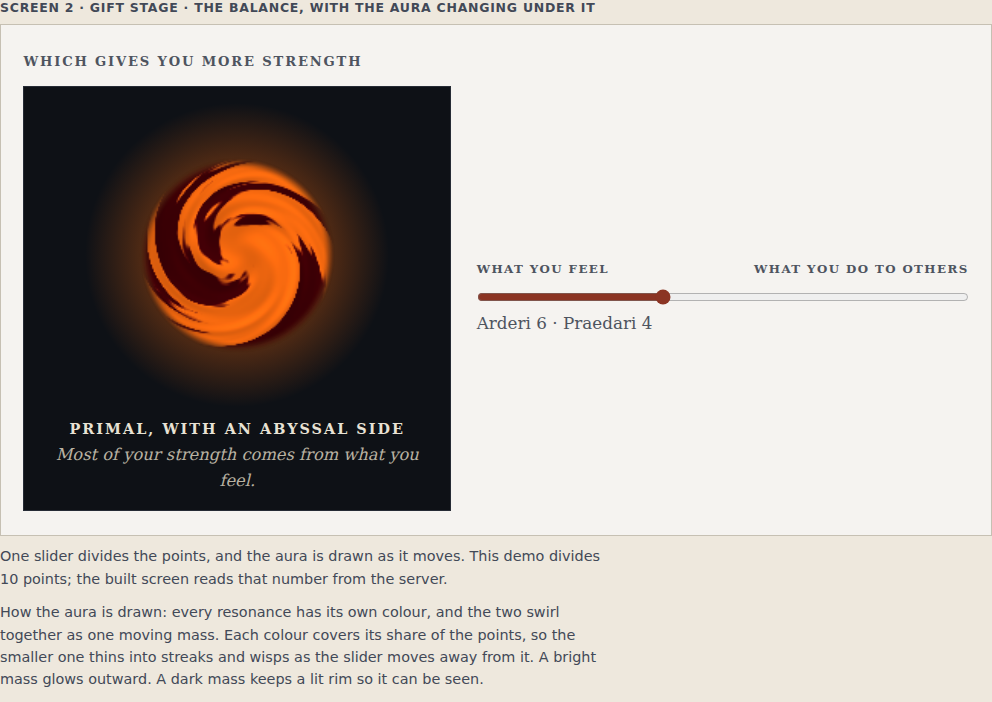 SCREEN 2 · GIFT STAGE · THE BALANCE, WITH THE AURA CHANGING UNDER IT
WHICH GIVES YOU MORE STRENGTH
PRIMAL, WITH AN ABYSSAL SIDE
Most of your strength comes from what you
feel.
WHAT YOU FEEL
WHAT YOU DO TO OTHERS
Arderi 6 · Praedari 4
One slider divides the points, and the aura is drawn as it moves. This demo divides
10 points; the built screen reads that number from the server.
How the aura is drawn: every resonance has its own colour, and the two swirl
together as one moving mass. Each colour covers its share of the points, so the
smaller one thins into streaks and wisps as the slider moves away from it. A bright
mass glows outward. A dark mass keeps a lit rim so it can be seen.